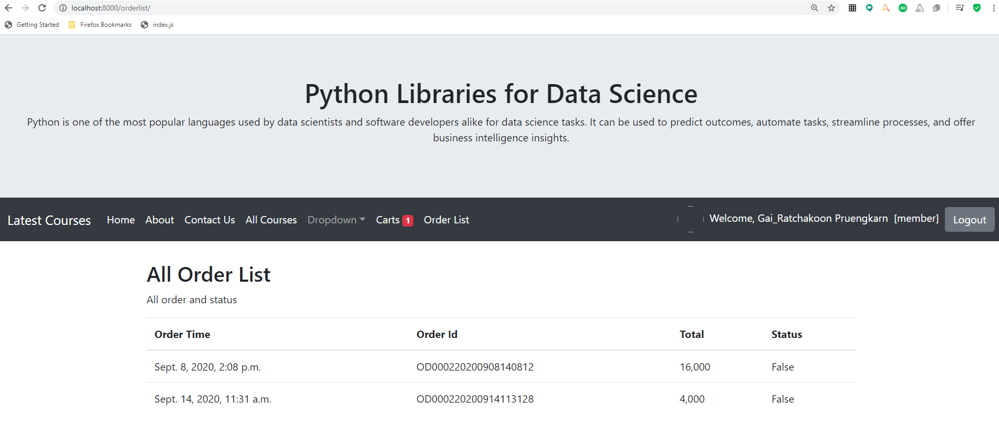 localhost:8000/orderlist/
AD
Getting Started Firefox Bookmarks index.js
Python Libraries for Data Science
Python is one of the most popular languages used by data scientists and software developers alike for data science tasks. It can be used to predict outcomes, automate tasks, streamline processes, and offer
business intelligence insights.
Latest Courses Home About Contact Us All Courses Dropdown Carts 1 Order List Welcome, Gai_Ratchakoon Pruengkarn [member] Logout
All Order List
All order and status
Order Time Order Id Total Status
Sept. 8, 2020, 2:08 p.m. OD000220200908140812 16,000 False
Sept. 14, 2020, 11:31 a.m. OD000220200914113128 4,000 False